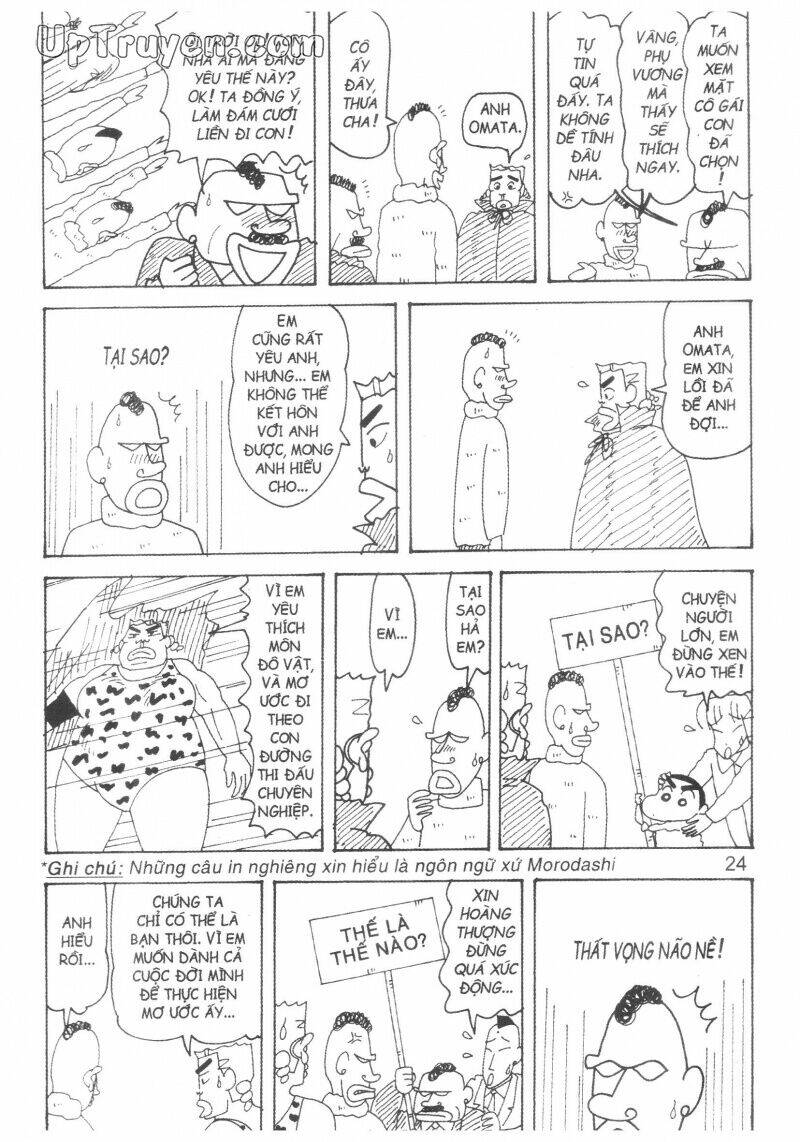 UpTruyen.com
TA
MUỐN
XEM
MẶT
CÔ GÁI
CON
ĐÃ
CHỌN!
VÂNG,
PHỤ
VƯƠNG
MÀ
THẤY
SẼ
THÍCH
NGAY.
TỰ
TIN
QUÁ
ĐẤY. TA
KHÔNG
DỄ TÍNH
ĐÂU
NHA.
CÔ
ẤY
ĐÂY,
THƯA
CHA!
ANH
OMATA.
NHÀ AI MÀ ĐÁNG
YÊU THẾ NÀY?
OK! TA ĐỒNG Ý,
LÀM ĐÁM CƯỚI
LIỀN ĐI CON!
ANH
OMATA,
EM XIN
LỖI ĐÃ
ĐỂ ANH
ĐỢI...
EM
CŨNG RẤT
YÊU ANH,
NHƯNG... EM
KHÔNG THỂ
KẾT HÔN
VỚI ANH
ĐƯỢC, MONG
ANH HIỂU
CHO...
TẠI SAO?
CHUYỆN
NGƯỜI
LỚN, EM
ĐỪNG XEN
VÀO THẾ!
TẠI SAO?
TẠI
SAO
HẢ
EM?
VÌ
EM...
VÌ EM
YÊU
THÍCH
MÔN
ĐÔ VẬT,
VÀ MƠ
ƯỚC ĐI
THEO
CON
ĐƯỜNG
THI ĐẤU
CHUYÊN
NGHIỆP.
*Ghi chú: Những câu in nghiêng xin hiểu là ngôn ngữ xứ Morodashi
24
THẤT VỌNG NÃO NỀ!
XIN
HOÀNG
THƯỢNG
ĐỪNG
QUÁ XÚC
ĐỘNG...
THẾ LÀ
THẾ NÀO?
CHÚNG TA
CHỈ CÓ THỂ LÀ
BẠN THÔI. VÌ EM
MUỐN DÀNH CẢ
CUỘC ĐỜI MÌNH
ĐỂ THỰC HIỆN
MƠ ƯỚC ẤY...
ANH
HIỂU
RỒI...